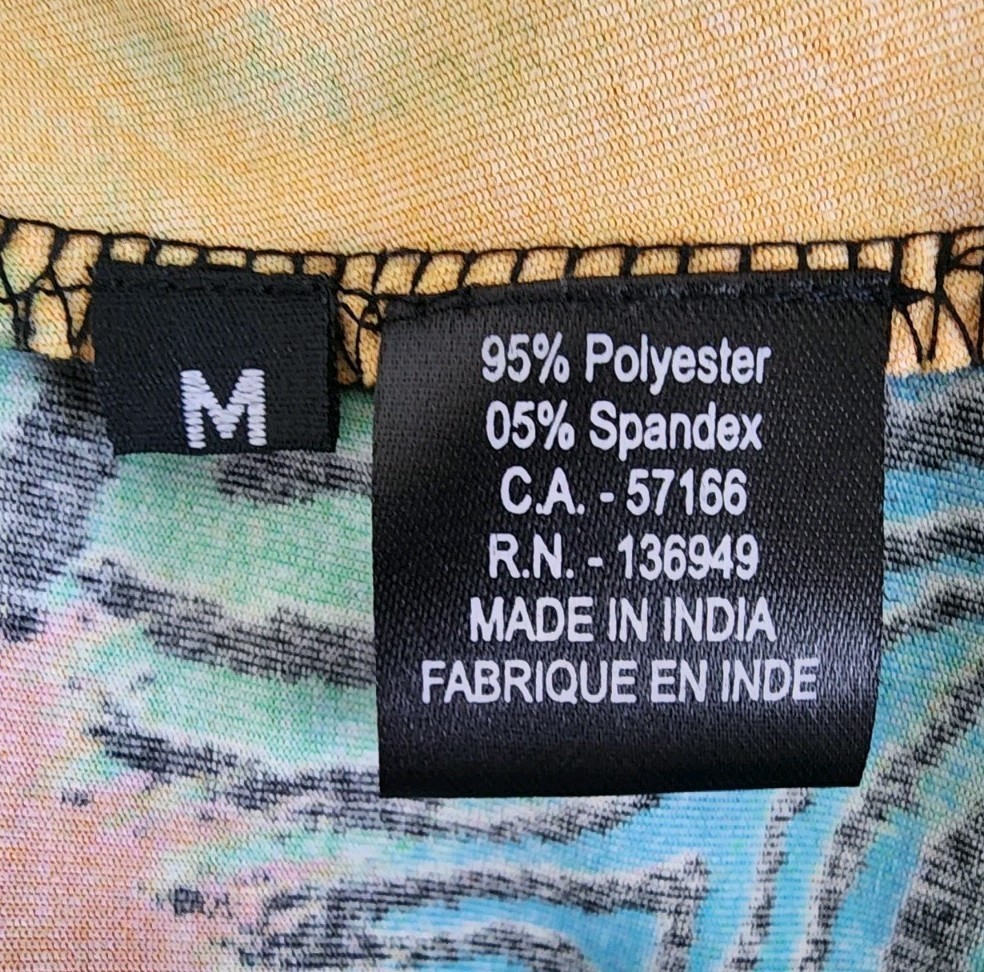 M
95% Polyester
05% Spandex
C.A. - 57166
R.N. - 136949
MADE IN INDIA
FABRIQUE EN INDE